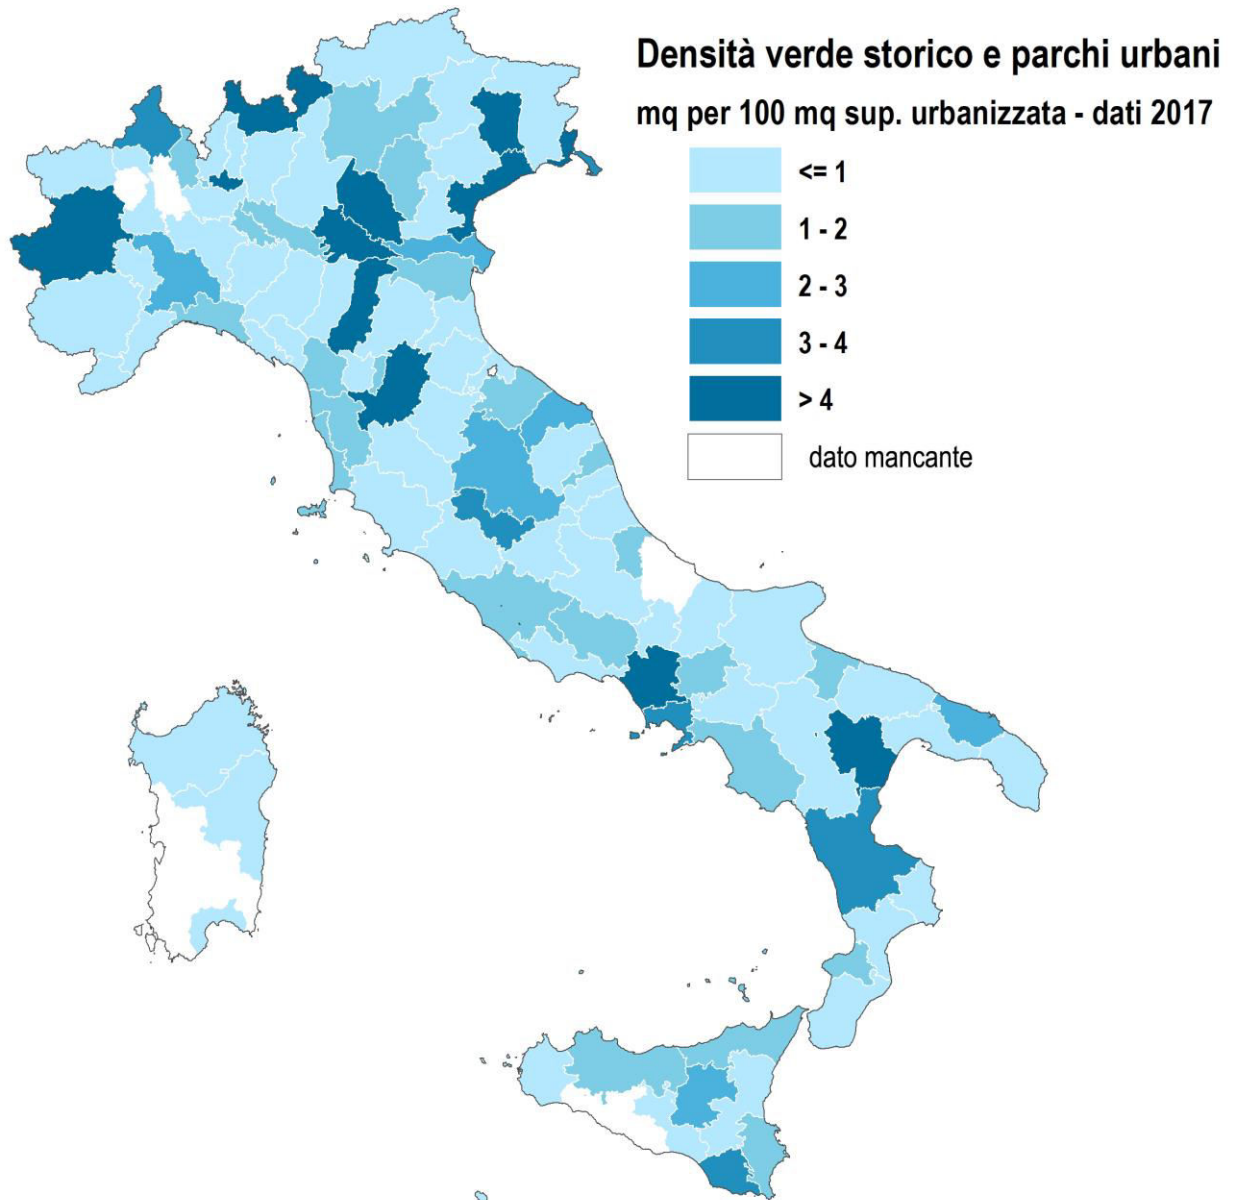 Densità verde storico e parchi urbani
mq per 100 mq sup. urbanizzata - dati 2017
<= 1
1 - 2
2 - 3
3 - 4
> 4
dato mancante